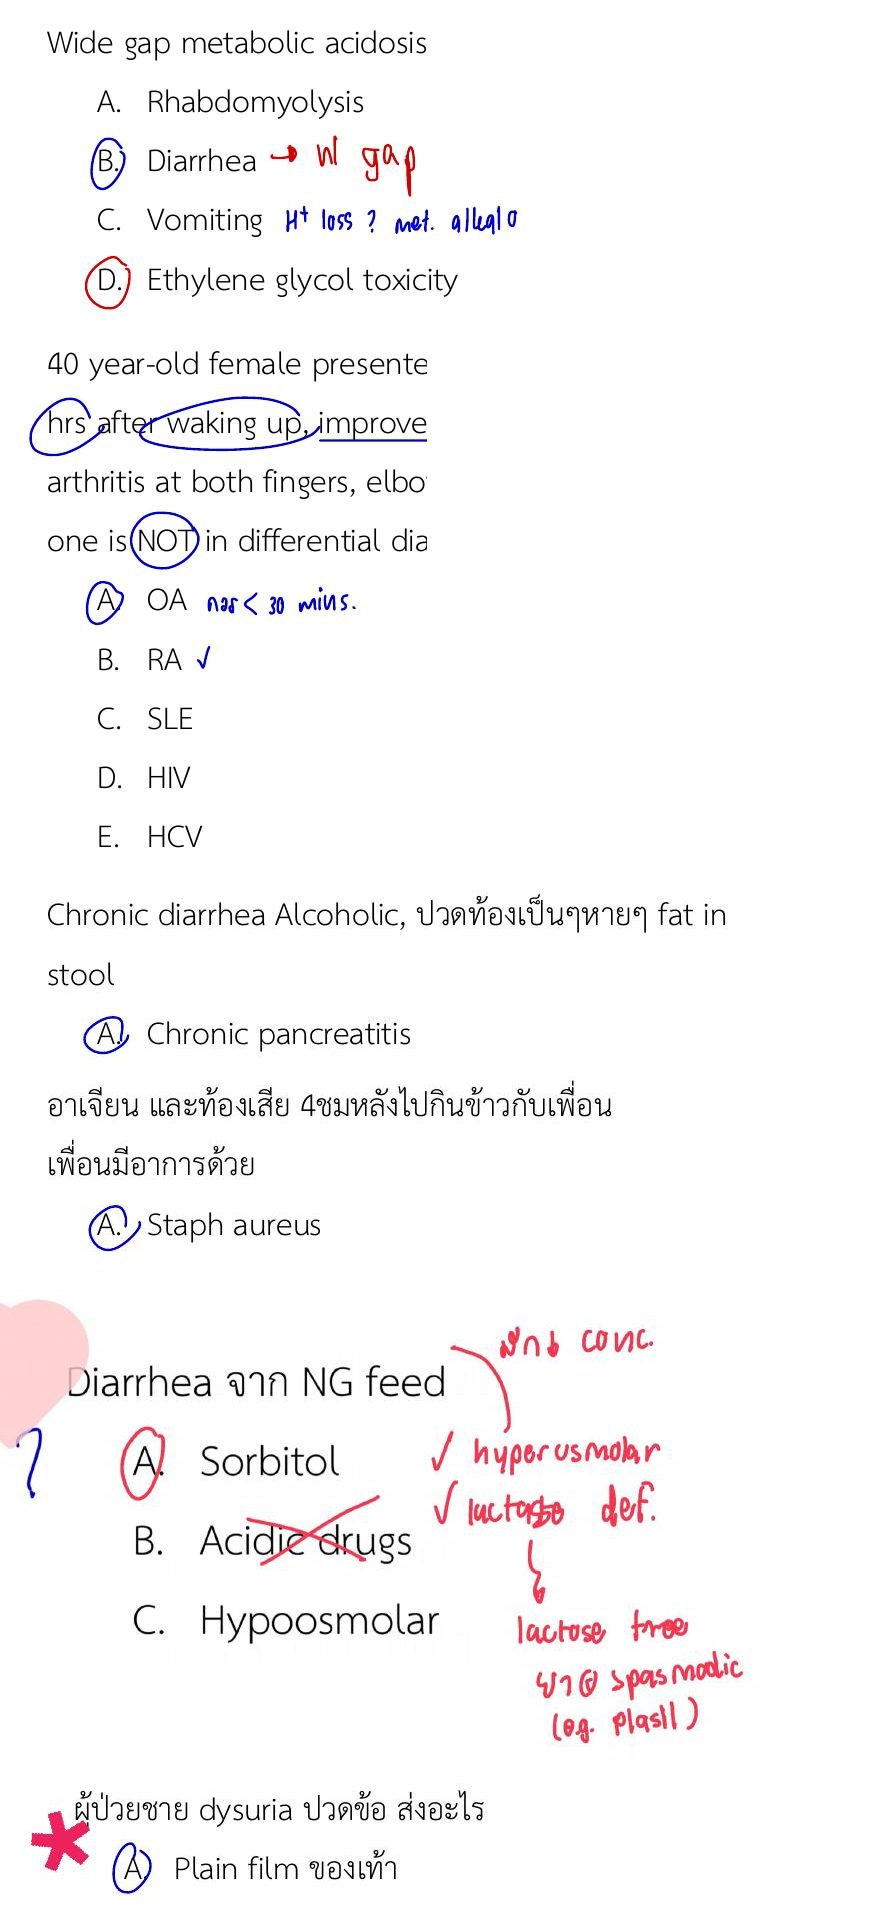 Wide gap metabolic acidosis
A. Rhabdomyolysis
B. Diarrhea → N gap
C. Vomiting H+ loss ? met. alkalo
D. Ethylene glycol toxicity
40 year-old female presente
hrs after waking up, improve
arthritis at both fingers, elbo
one is NOT in differential dia
A. OA < 30 mins.
B. RA ✓
C. SLE
D. HIV
E. HCV
Chronic diarrhea Alcoholic, ปวดท้องเป็นๆหายๆ fat in
stool
A. Chronic pancreatitis
อาเจียน และท้องเสีย 4ชมหลังไปกินข้าวกับเพื่อน
เพื่อนมีอาการด้วย
A. Staph aureus
conc.
Diarrhea จาก NG feed
? A. Sorbitol ✓ hyperosmolar
✓ lactase def.
B. Acidic drugs
C. Hypoosmolar
lactose free
spasmodic
(eg. plasil)
ผู้ป่วยชาย dysuria ปวดข้อ ส่งอะไร
* A. Plain film ของเท้า